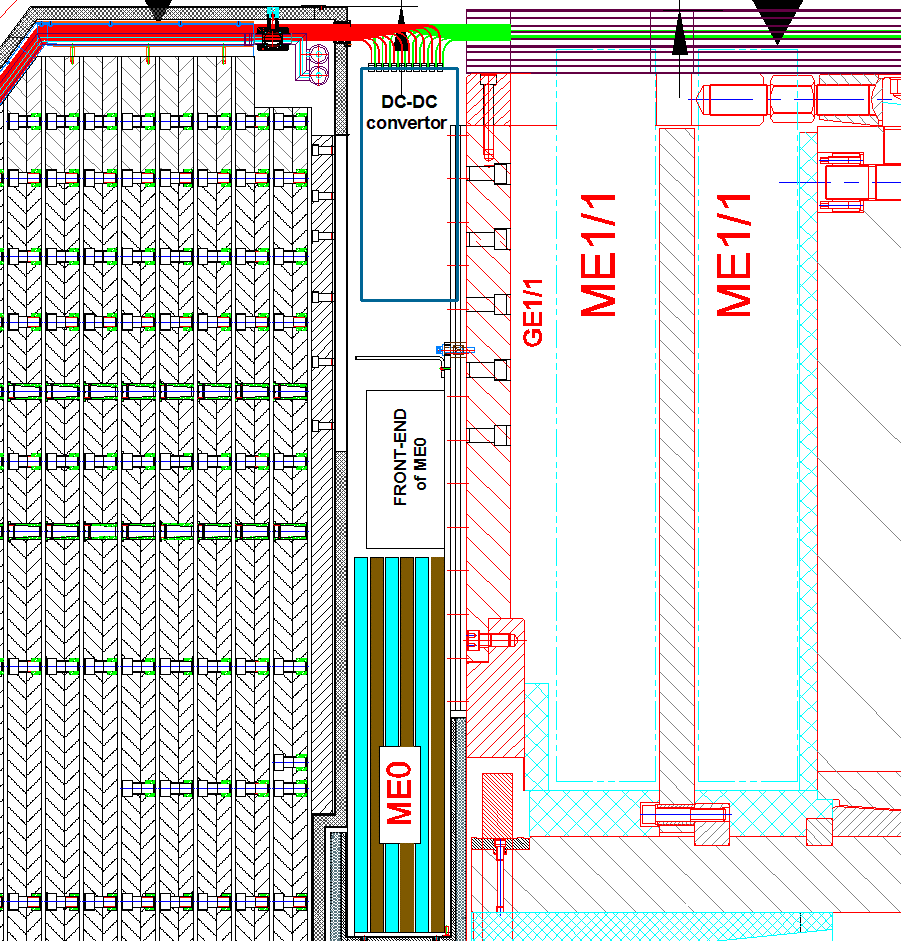 DC-DC
convertor
ME1/1
ME1/1
GE1/1
FRONT-END
of ME0
ME0